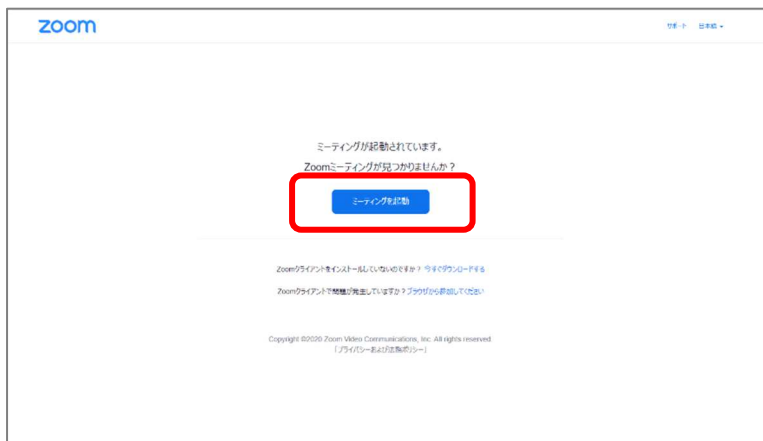 zoom
サポート 日本語
ミーティングが起動されています。
Zoomミーティングが見つかりませんか？
ミーティングを起動
Zoomクライアントをインストールしていないのですか？ 今すぐダウンロードする
Zoomクライアントで問題が発生していますか？ブラウザから参加してください
Copyright ©2020 Zoom Video Communications, Inc. All rights reserved
「プライバシーおよび法務ポリシー」